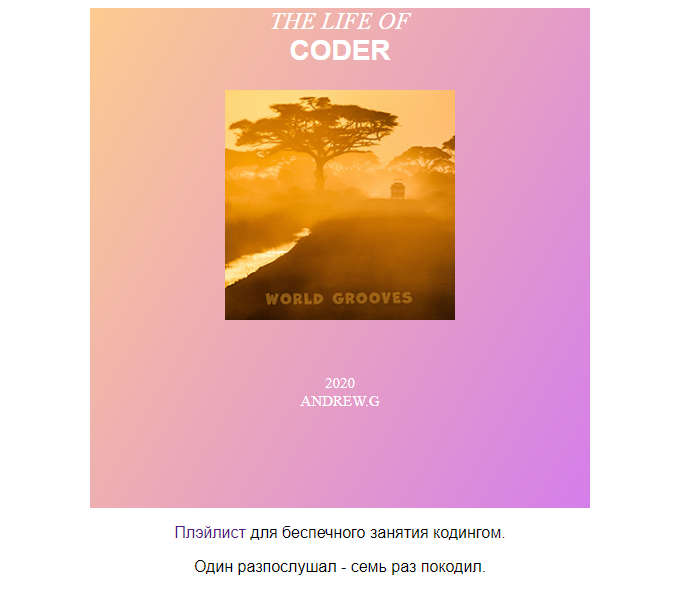 THE LIFE OF
CODER
WORLD GROOVES
2020
ANDREW.G
Плэйлист для беспечного занятия кодингом.
Один разпослушал - семь раз покодил.